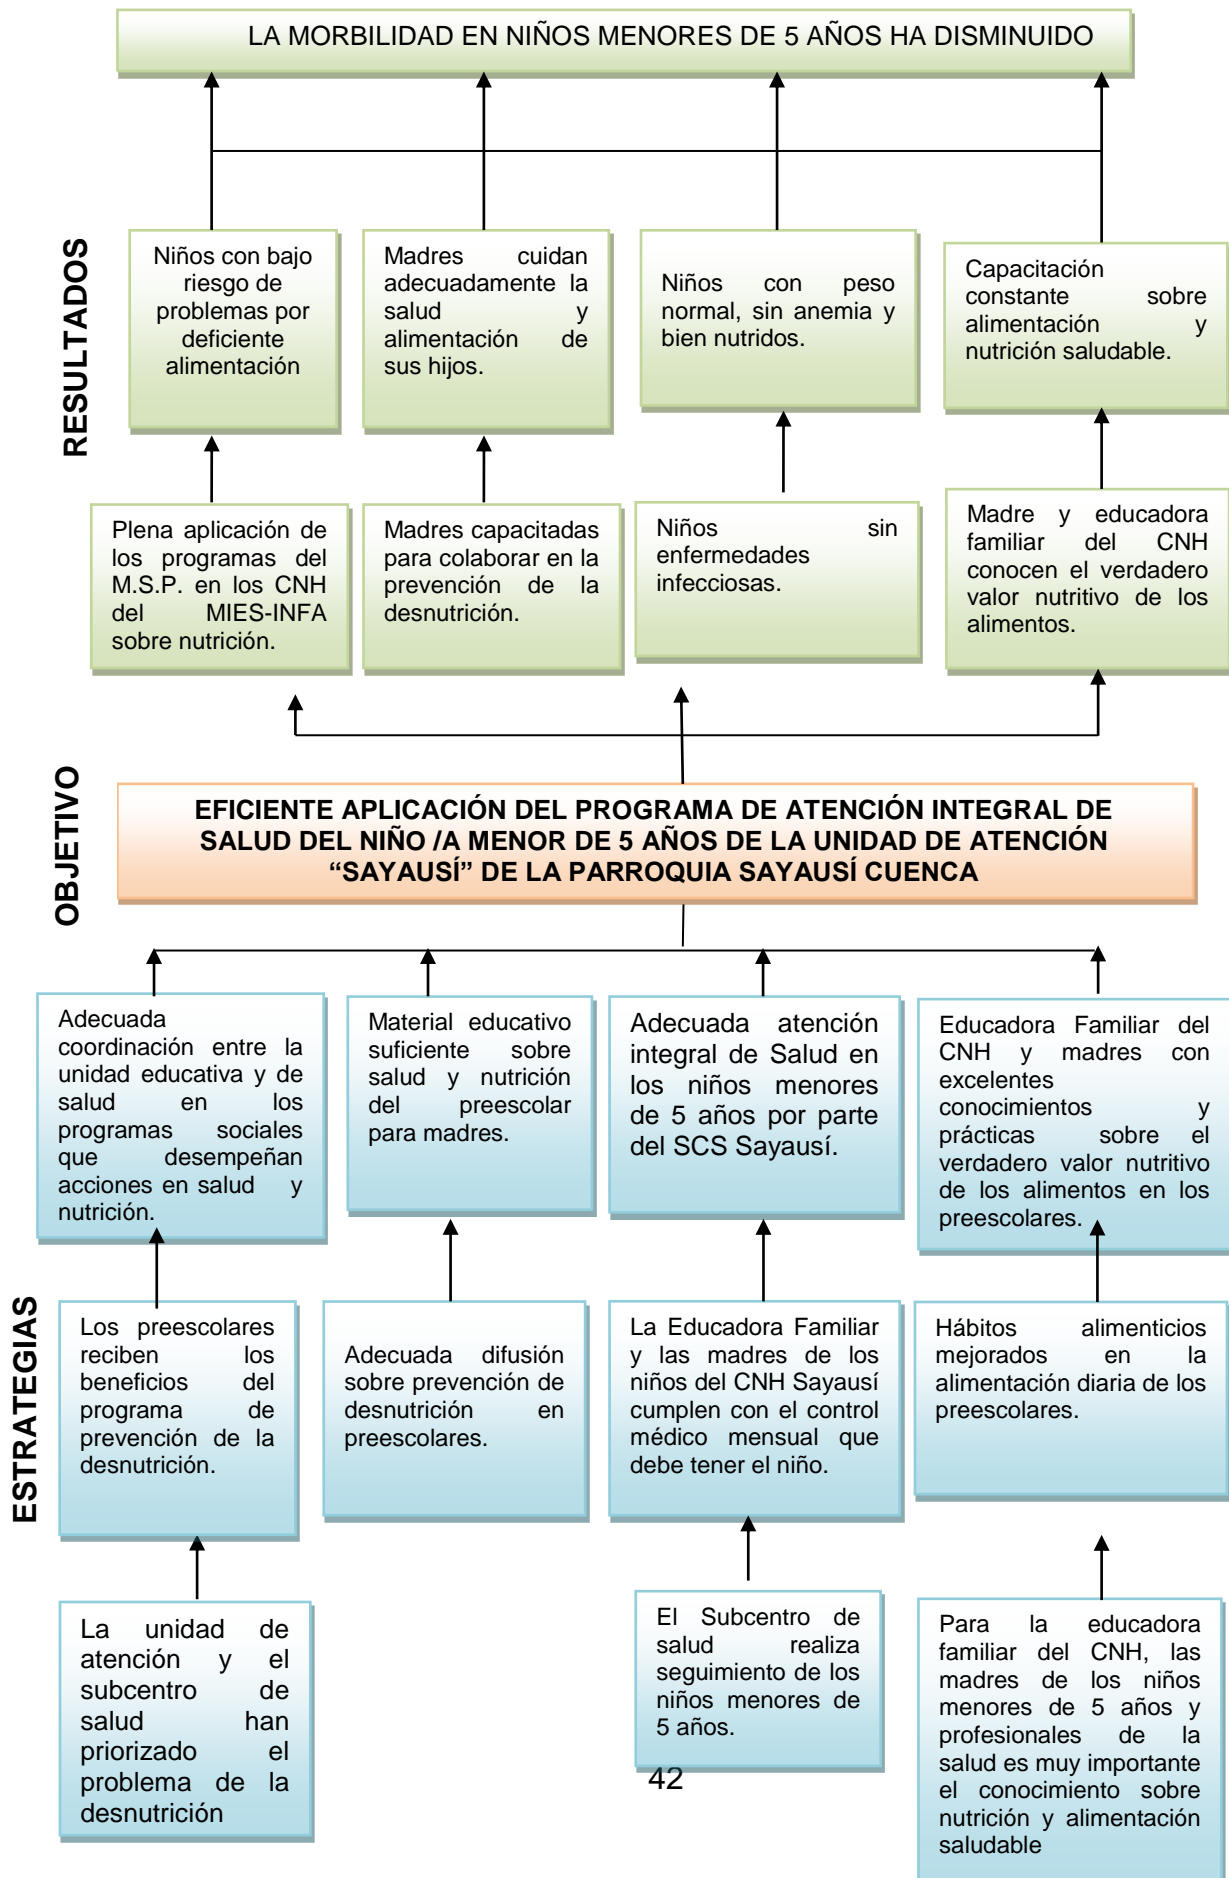 LA MORBILIDAD EN NIÑOS MENORES DE 5 AÑOS HA DISMINUIDO
RESULTADOS
Niños con bajo
riesgo de
problemas por
deficiente
alimentación
Madres cuidan
adecuadamente la
salud y
alimentación de
sus hijos.
Niños con peso
normal, sin anemia y
bien nutridos.
Capacitación
constante sobre
alimentación y
nutrición saludable.
Plena aplicación de
los programas del
M.S.P. en los CNH
del MIES-INFA
sobre nutrición.
Madres capacitadas
para colaborar en la
prevención de la
desnutrición.
Niños sin
enfermedades
infecciosas.
Madre y educadora
familiar del CNH
conocen el verdadero
valor nutritivo de los
alimentos.
OBJETIVO
EFICIENTE APLICACIÓN DEL PROGRAMA DE ATENCIÓN INTEGRAL DE
SALUD DEL NIÑO /A MENOR DE 5 AÑOS DE LA UNIDAD DE ATENCIÓN
“SAYAUSÍ” DE LA PARROQUIA SAYAUSÍ CUENCA
ESTRATEGIAS
Adecuada
coordinación entre la
unidad educativa y de
salud en los
programas sociales
que desempeñan
acciones en salud y
nutrición.
Material educativo
suficiente sobre
salud y nutrición
del preescolar
para madres.
Adecuada atención
integral de Salud en
los niños menores
de 5 años por parte
del SCS Sayausí.
Educadora Familiar del
CNH y madres con
excelentes
conocimientos y
prácticas sobre el
verdadero valor nutritivo
de los alimentos en los
preescolares.
Los preescolares
reciben los
beneficios del
programa de
prevención de la
desnutrición.
Adecuada difusión
sobre prevención de
desnutrición en
preescolares.
La Educadora Familiar
y las madres de los
niños del CNH Sayausí
cumplen con el control
médico mensual que
debe tener el niño.
Hábitos alimenticios
mejorados en la
alimentación diaria de los
preescolares.
La unidad de
atención y el
subcentro de
salud han
priorizado el
problema de la
desnutrición
El Subcentro de
salud realiza
seguimiento de los
niños menores de
5 años.
Para la educadora
familiar del CNH, las
madres de los niños
menores de 5 años y
profesionales de la
salud es muy importante
el conocimiento sobre
nutrición y alimentación
saludable
42